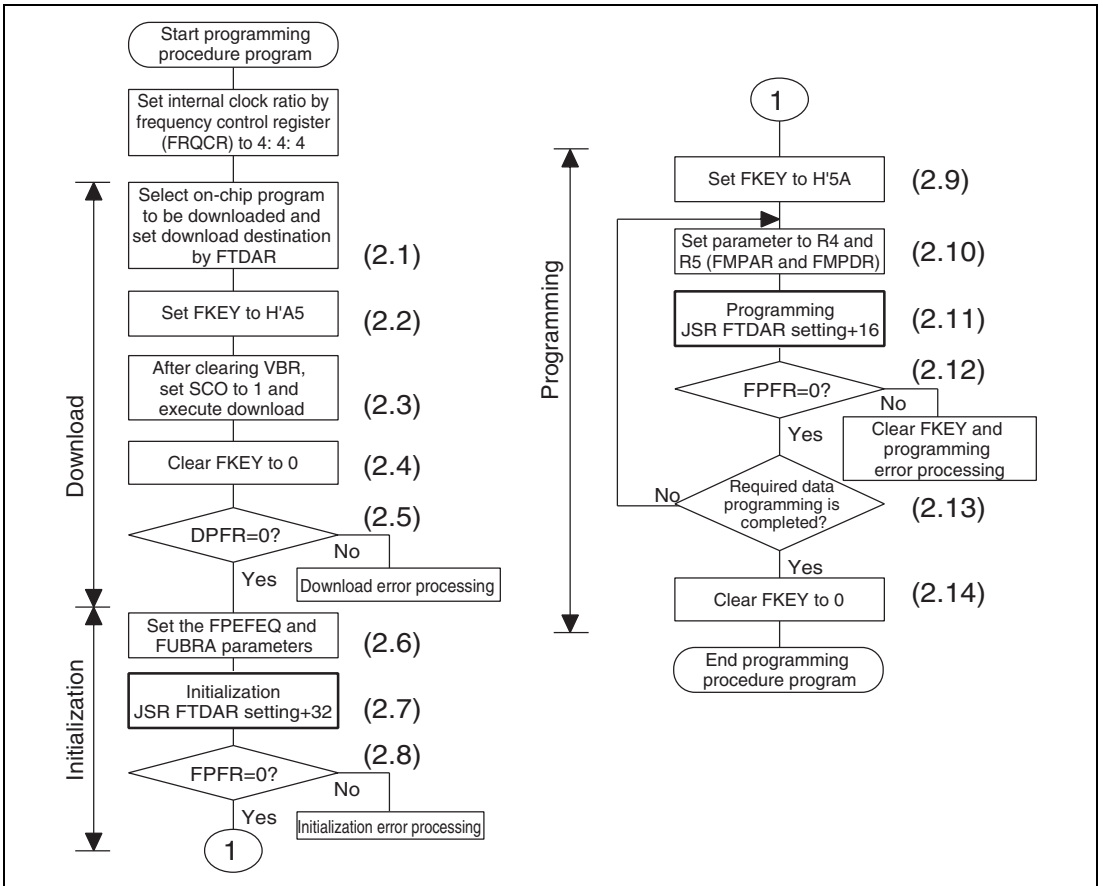 Start programming
procedure program
Set internal clock ratio by
frequency control register
(FRQCR) to 4: 4: 4
Download
Select on-chip program
to be downloaded and
set download destination
by FTDAR
(2.1)
Set FKEY to H'A5
(2.2)
After clearing VBR,
set SCO to 1 and
execute download
(2.3)
Clear FKEY to 0
(2.4)
DPFR=0?
(2.5)
No
Yes
Download error processing
Initialization
Set the FPEFEQ and
FUBRA parameters
(2.6)
Initialization
JSR FTDAR setting+32
(2.7)
FPFR=0?
(2.8)
No
Yes
Initialization error processing
1
1
Programming
Set FKEY to H'5A
(2.9)
Set parameter to R4 and
R5 (FMPAR and FMPDR)
(2.10)
Programming
JSR FTDAR setting+16
(2.11)
FPFR=0?
(2.12)
No
Yes
Clear FKEY and
programming
error processing
Required data
programming is
completed?
(2.13)
No
Yes
Clear FKEY to 0
(2.14)
End programming
procedure program